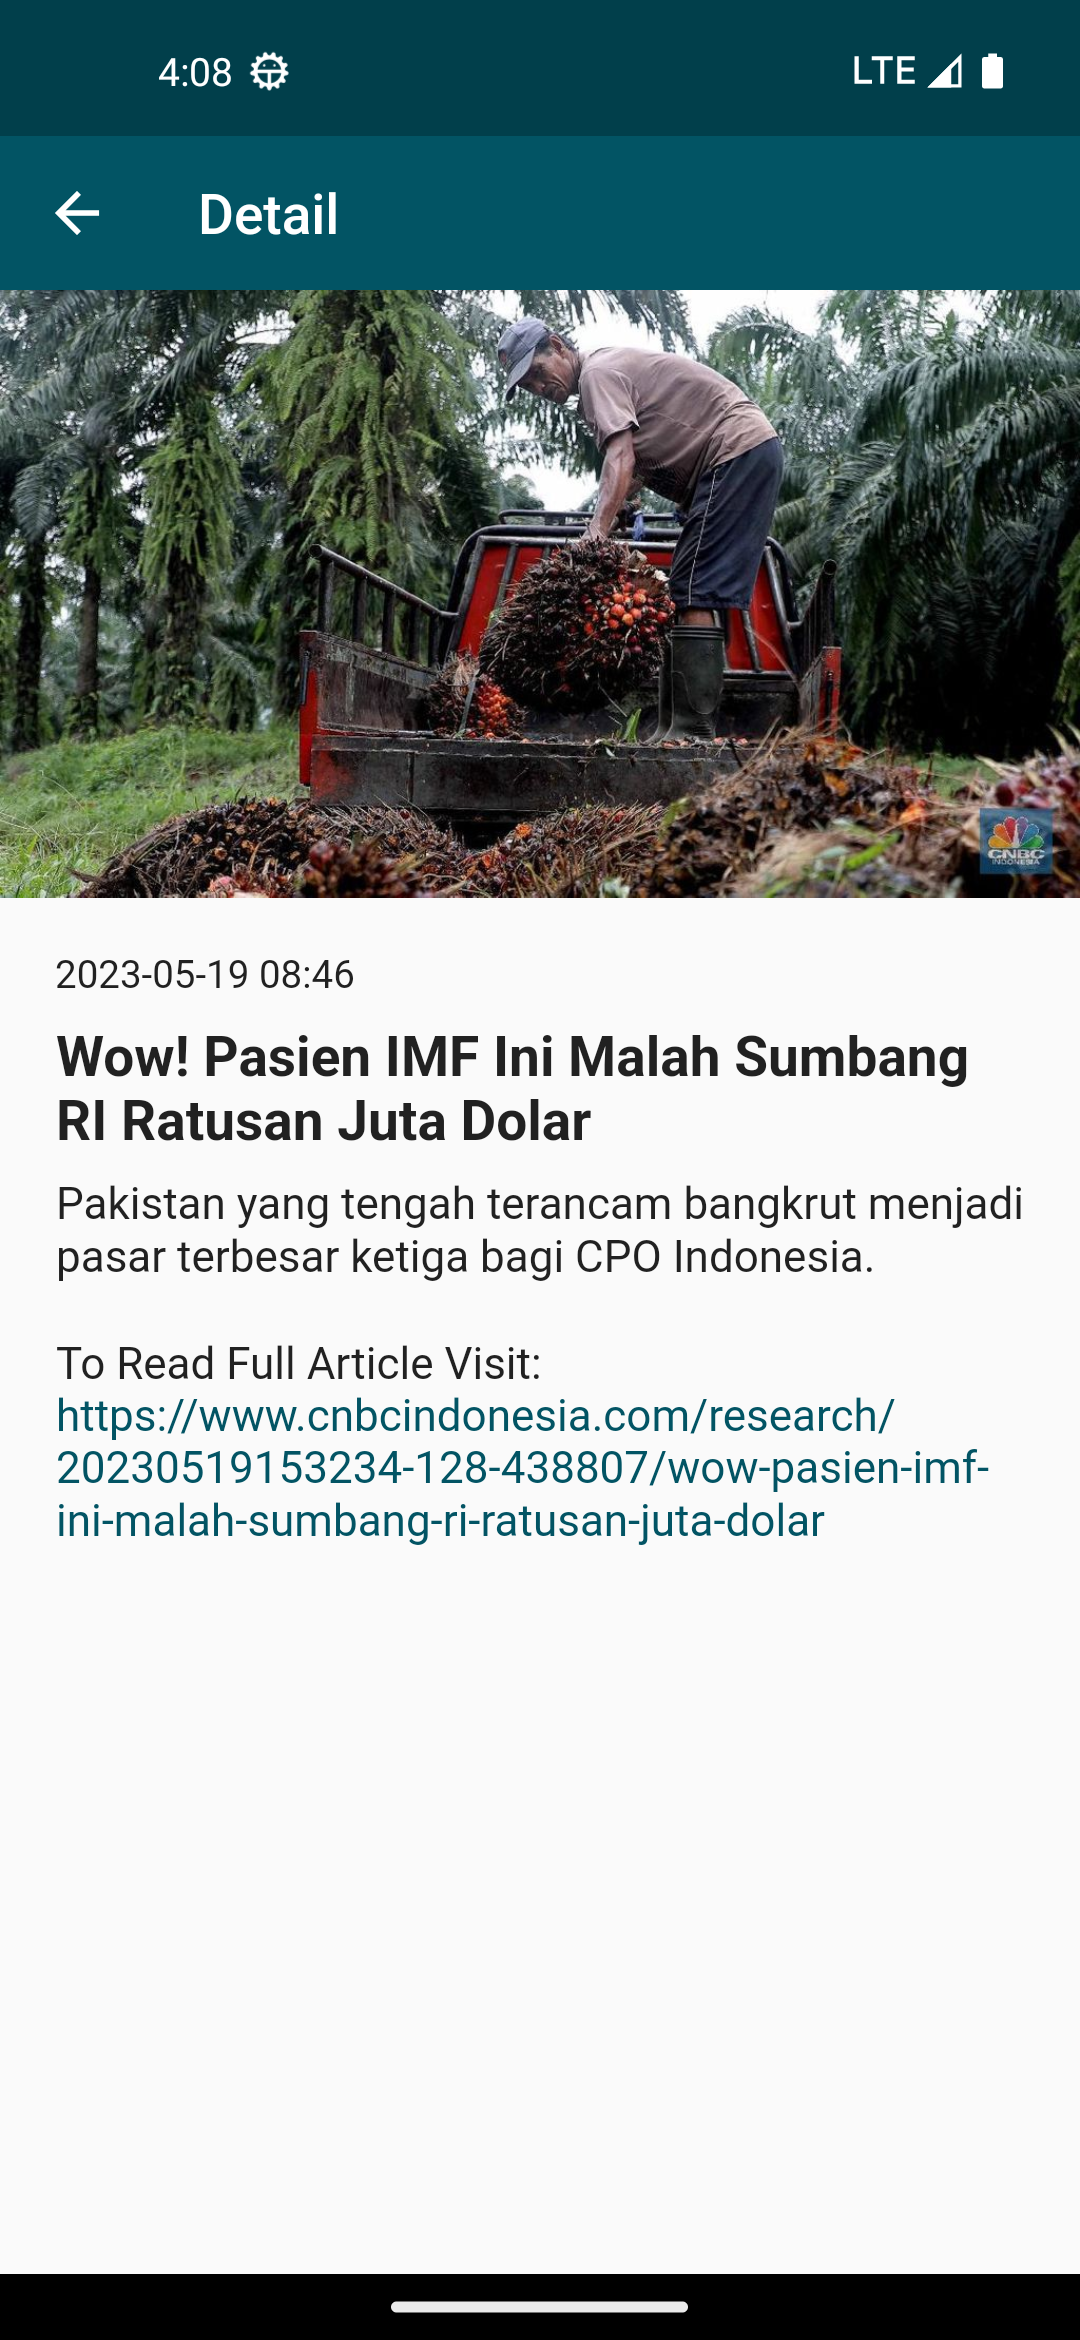 4:08
LTE
Detail
CNBC
INDONESIA
2023-05-19 08:46
Wow! Pasien IMF Ini Malah Sumbang
RI Ratusan Juta Dolar
Pakistan yang tengah terancam bangkrut menjadi
pasar terbesar ketiga bagi CPO Indonesia.
To Read Full Article Visit:
https://www.cnbcindonesia.com/research/
20230519153234-128-438807/wow-pasien-imf-
ini-malah-sumbang-ri-ratusan-juta-dolar